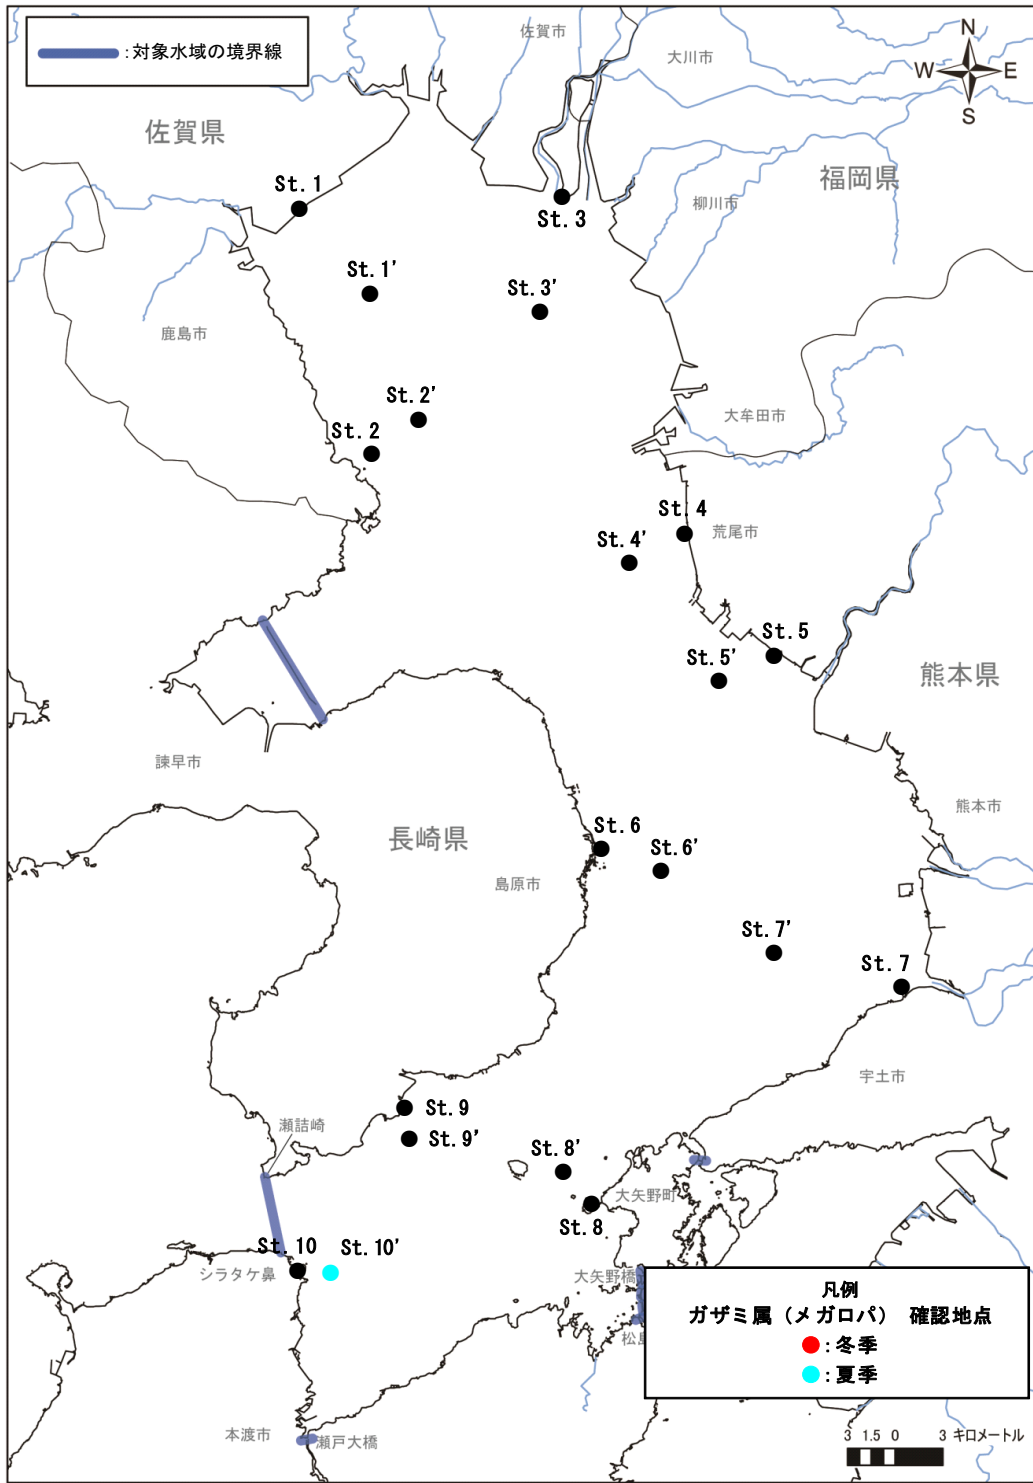 :対象水域の境界線
佐賀市
大川市
N
W
E
S
佐賀県
福岡県
柳川市
St. 1
St. 3
St. 1'
St. 3'
鹿島市
St. 2'
St. 2
大牟田市
St. 4
荒尾市
St. 4'
St. 5
St. 5'
熊本県
諫早市
熊本市
長崎県
St. 6
St. 6'
島原市
St. 7'
St. 7
宇土市
St. 9
瀬詰崎
St. 9'
St. 8'
大矢野町
St. 8
St. 10
St. 10'
シラタケ鼻
大矢野橋
松島
凡例
ガザミ属（メガロパ） 確認地点
:冬季
:夏季
本渡市
瀬戸大橋
3 1.5 0 3 キロメートル